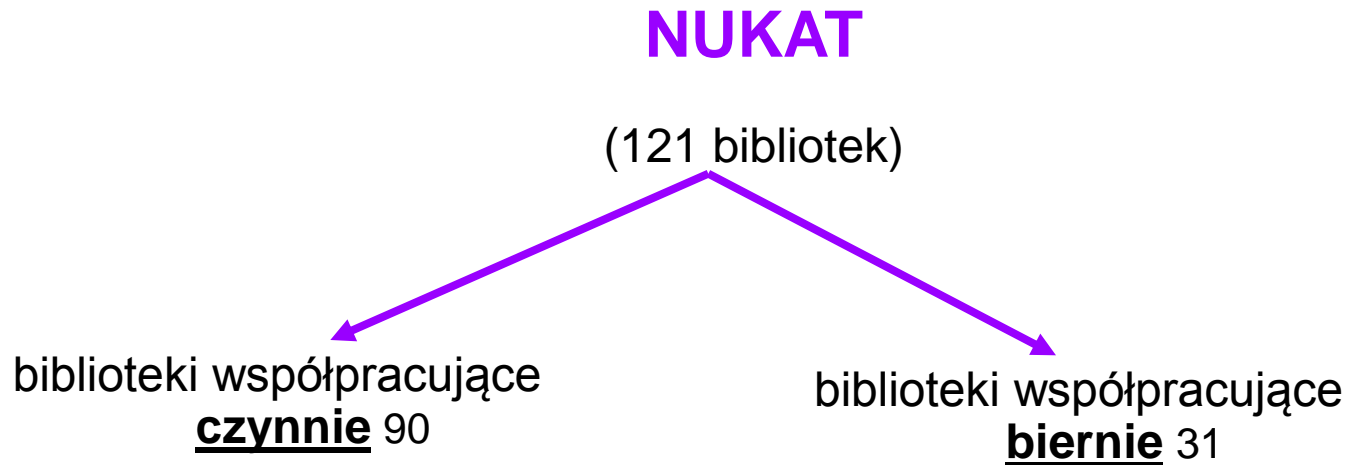 NUKAT
(121 bibliotek)
biblioteki współpracujące
czynnie 90
biblioteki współpracujące
biernie 31